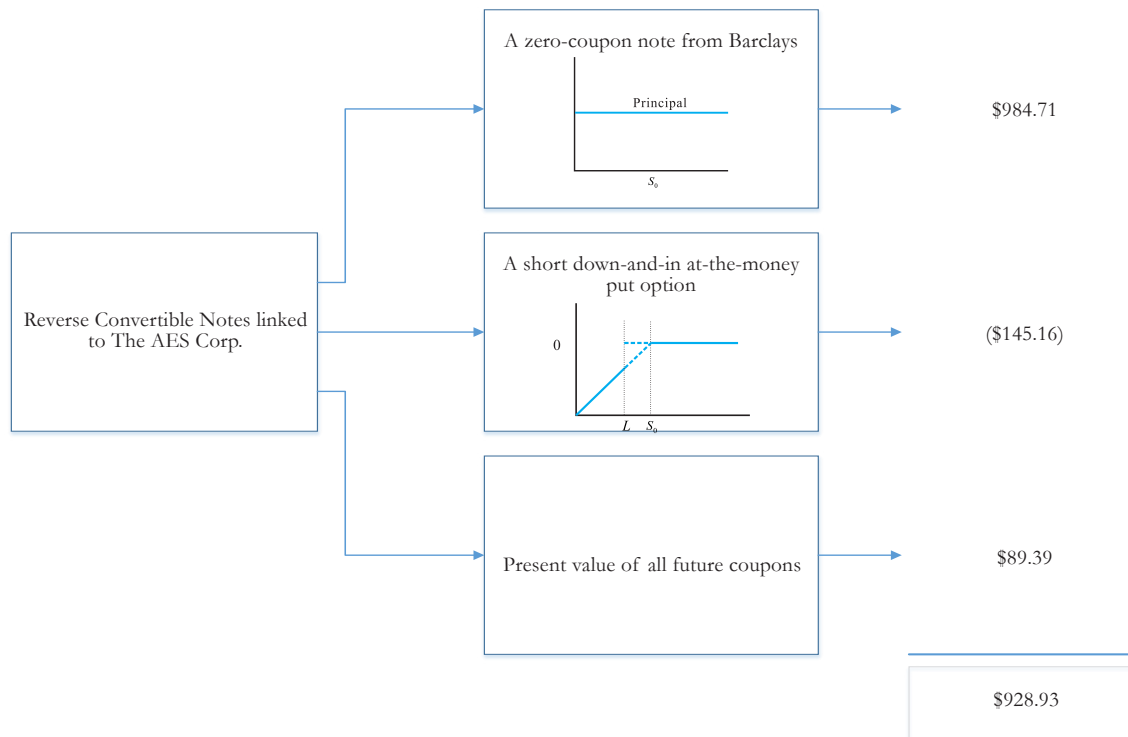 A zero-coupon note from Barclays
Principal
S₀
$984.71
Reverse Convertible Notes linked
to The AES Corp.
A short down-and-in at-the-money
put option
0
L S₀
($145.16)
Present value of all future coupons
$89.39
$928.93